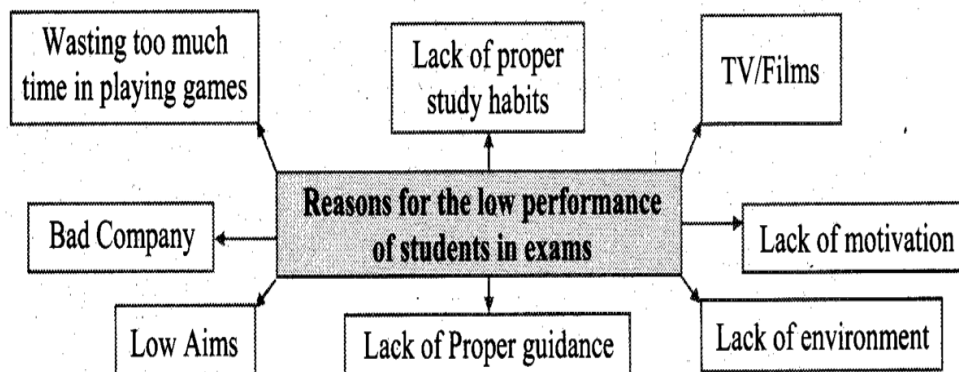 Wasting too much
time in playing games
Lack of proper
study habits
TV/Films
Reasons for the low performance
of students in exams
Bad Company
Lack of motivation
Low Aims
Lack of Proper guidance
Lack of environment